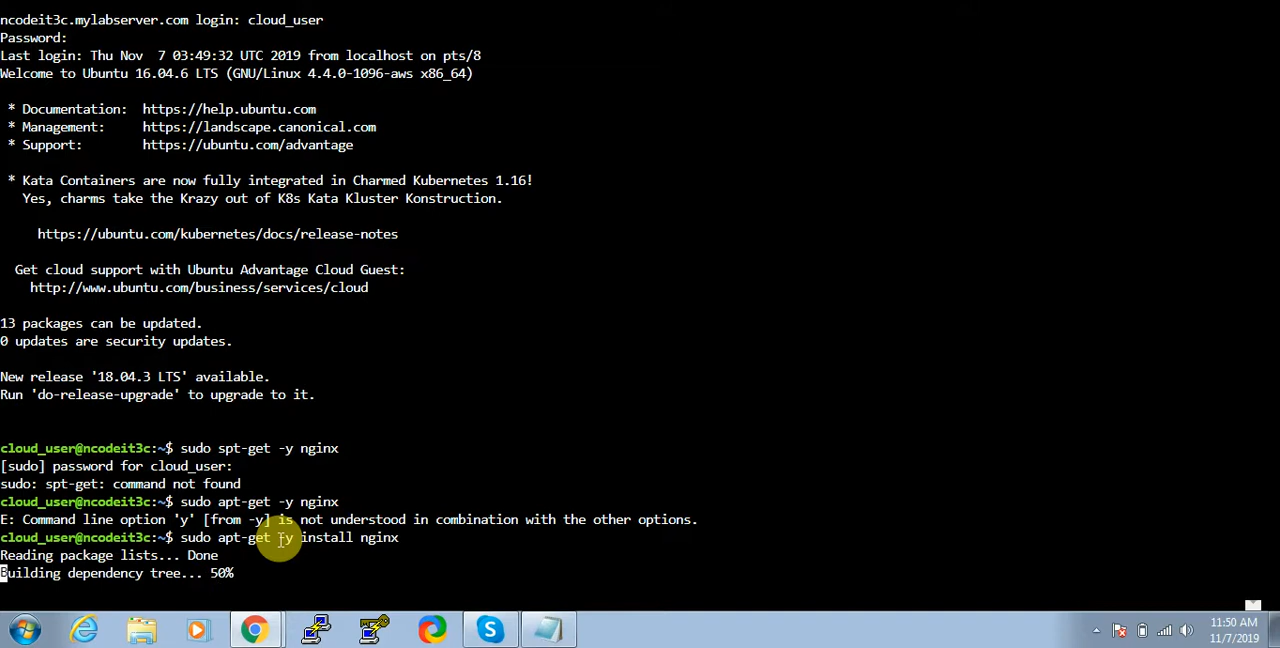 ncodeit3c.mylabserver.com login: cloud_user
Password:
Last login: Thu Nov  7 03:49:32 UTC 2019 from localhost on pts/8
Welcome to Ubuntu 16.04.6 LTS (GNU/Linux 4.4.0-1096-aws x86_64)
* Documentation:  https://help.ubuntu.com
* Management:     https://landscape.canonical.com
* Support:        https://ubuntu.com/advantage
* Kata Containers are now fully integrated in Charmed Kubernetes 1.16!
Yes, charms take the Krazy out of K8s Kata Kluster Konstruction.
https://ubuntu.com/kubernetes/docs/release-notes
Get cloud support with Ubuntu Advantage Cloud Guest:
http://www.ubuntu.com/business/services/cloud
13 packages can be updated.
0 updates are security updates.
New release '18.04.3 LTS' available.
Run 'do-release-upgrade' to upgrade to it.
cloud_user@ncodeit3c:~$ sudo spt-get -y nginx
[sudo] password for cloud_user:
sudo: spt-get: command not found
cloud_user@ncodeit3c:~$ sudo apt-get -y nginx
E: Command line option 'y' [from -y] is not understood in combination with the other options.
cloud_user@ncodeit3c:~$ sudo apt-get -y install nginx
Reading package lists... Done
Building dependency tree... 50%
11:50 AM
11/7/2019